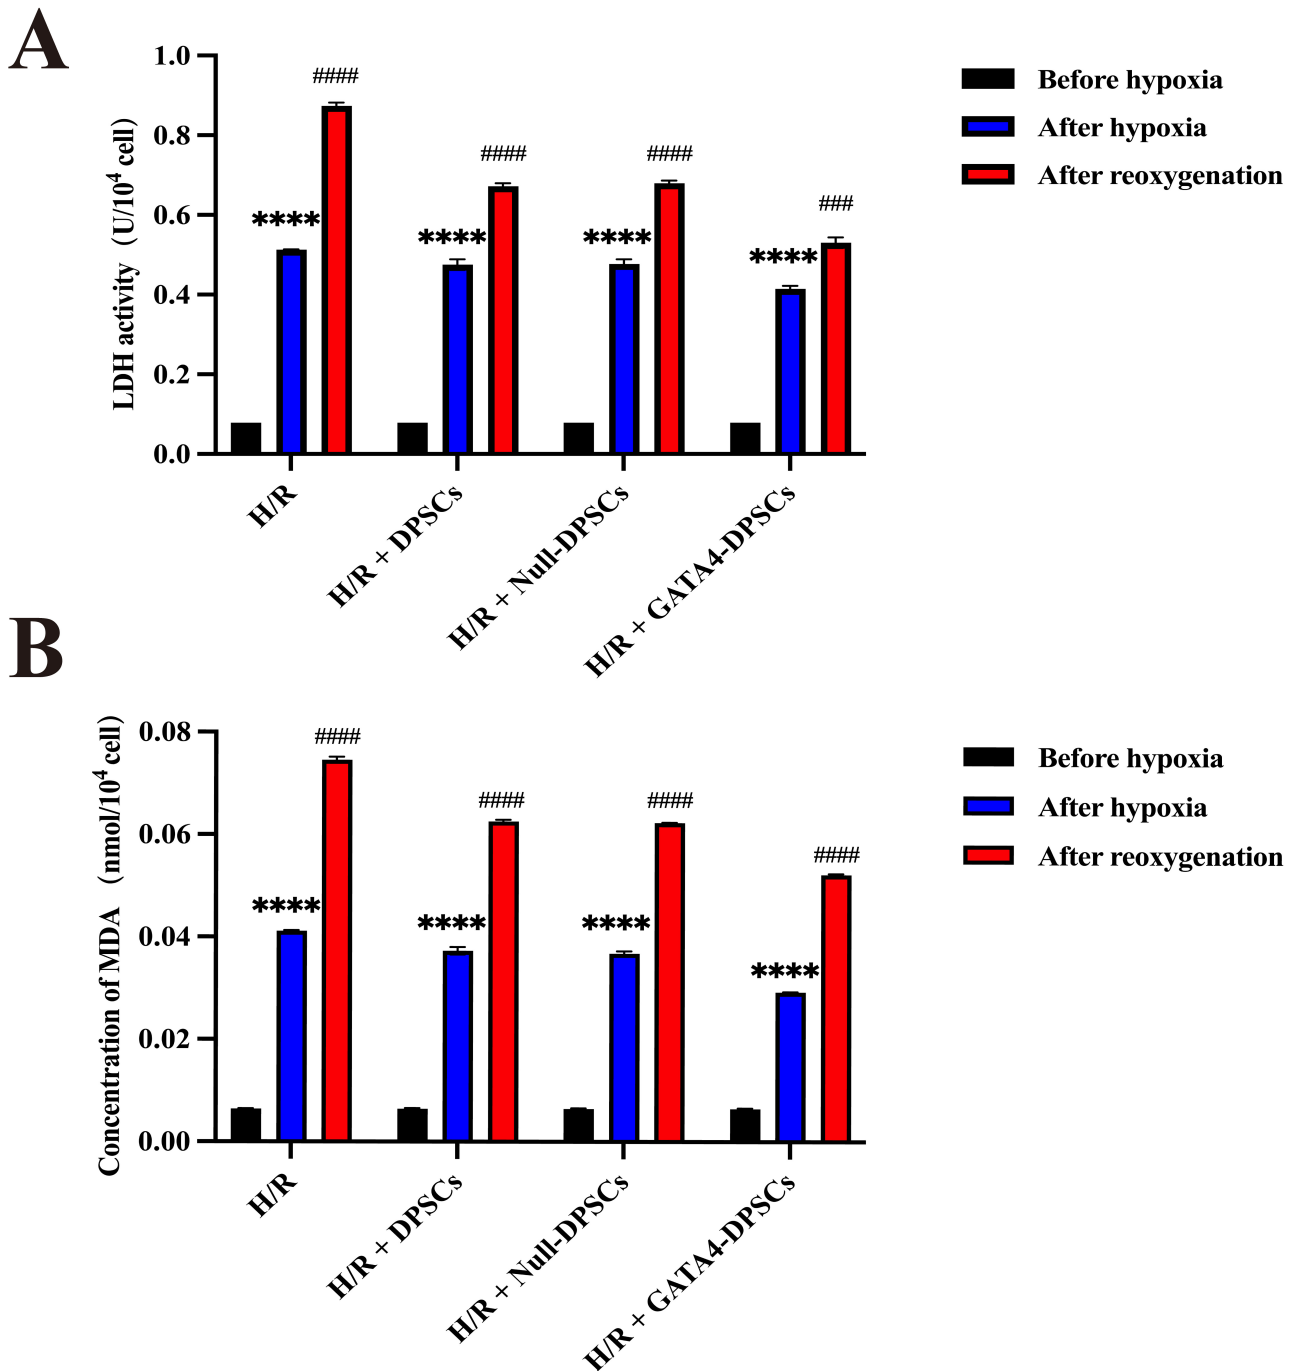 A
1.0
0.8
0.6
0.4
0.2
0.0
LDH activity（U/10⁴ cell）
####
####
####
###
****
****
****
****
H/R
H/R + DPSCs
H/R + Null-DPSCs
H/R + GATA4-DPSCs
Before hypoxia
After hypoxia
After reoxygenation
B
0.08
0.06
0.04
0.02
0.00
Concentration of MDA（nmol/10⁴ cell）
####
####
####
####
****
****
****
****
H/R
H/R + DPSCs
H/R + Null-DPSCs
H/R + GATA4-DPSCs
Before hypoxia
After hypoxia
After reoxygenation